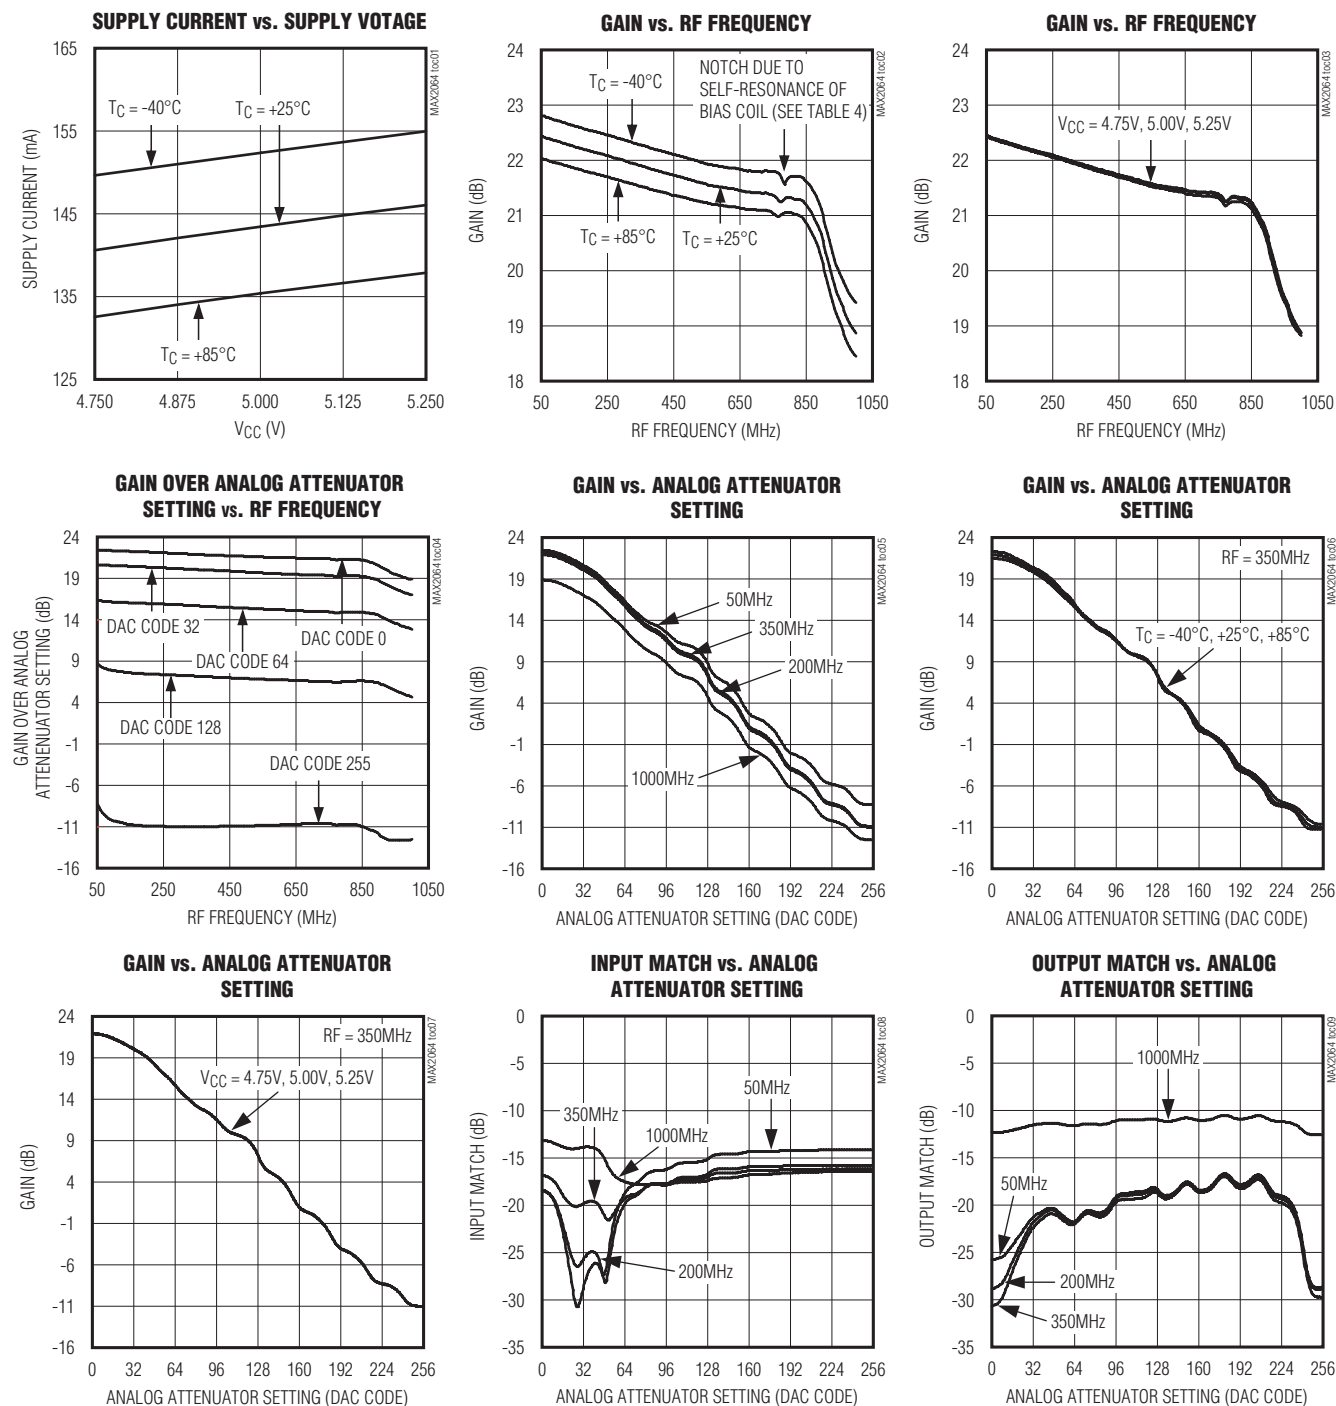 SUPPLY CURRENT vs. SUPPLY VOTAGE
MAX2064 toc01
SUPPLY CURRENT (mA)
165
155
145
135
125
TC = -40°C
TC = +25°C
TC = +85°C
4.750 4.875 5.000 5.125 5.250
VCC (V)
GAIN vs. RF FREQUENCY
MAX2064 toc02
GAIN (dB)
24
23
22
21
20
19
18
TC = -40°C
NOTCH DUE TO
SELF-RESONANCE OF
BIAS COIL (SEE TABLE 4)
TC = +85°C
TC = +25°C
50 250 450 650 850 1050
RF FREQUENCY (MHz)
GAIN vs. RF FREQUENCY
MAX2064 toc03
GAIN (dB)
24
23
22
21
20
19
18
VCC = 4.75V, 5.00V, 5.25V
50 250 450 650 850 1050
RF FREQUENCY (MHz)
GAIN OVER ANALOG ATTENUATOR
SETTING vs. RF FREQUENCY
MAX2064 toc04
GAIN OVER ANALOG
ATTENUATOR SETTING (dB)
24
19
14
9
4
-1
-6
-11
-16
DAC CODE 32
DAC CODE 0
DAC CODE 64
DAC CODE 128
DAC CODE 255
50 250 450 650 850 1050
RF FREQUENCY (MHz)
GAIN vs. ANALOG ATTENUATOR
SETTING
MAX2064 toc05
GAIN (dB)
24
19
14
9
4
-1
-6
-11
-16
50MHz
350MHz
200MHz
1000MHz
0 32 64 96 128 160 192 224 256
ANALOG ATTENUATOR SETTING (DAC CODE)
GAIN vs. ANALOG ATTENUATOR
SETTING
MAX2064 toc06
GAIN (dB)
24
19
14
9
4
-1
-6
-11
-16
RF = 350MHz
TC = -40°C, +25°C, +85°C
0 32 64 96 128 160 192 224 256
ANALOG ATTENUATOR SETTING (DAC CODE)
GAIN vs. ANALOG ATTENUATOR
SETTING
MAX2064 toc07
GAIN (dB)
24
19
14
9
4
-1
-6
-11
-16
RF = 350MHz
VCC = 4.75V, 5.00V, 5.25V
0 32 64 96 128 160 192 224 256
ANALOG ATTENUATOR SETTING (DAC CODE)
INPUT MATCH vs. ANALOG
ATTENUATOR SETTING
MAX2064 toc08
INPUT MATCH (dB)
0
-5
-10
-15
-20
-25
-30
-35
50MHz
350MHz
1000MHz
200MHz
0 32 64 96 128 160 192 224 256
ANALOG ATTENUATOR SETTING (DAC CODE)
OUTPUT MATCH vs. ANALOG
ATTENUATOR SETTING
MAX2064 toc09
OUTPUT MATCH (dB)
0
-5
-10
-15
-20
-25
-30
-35
1000MHz
50MHz
200MHz
350MHz
0 32 64 96 128 160 192 224 256
ANALOG ATTENUATOR SETTING (DAC CODE)